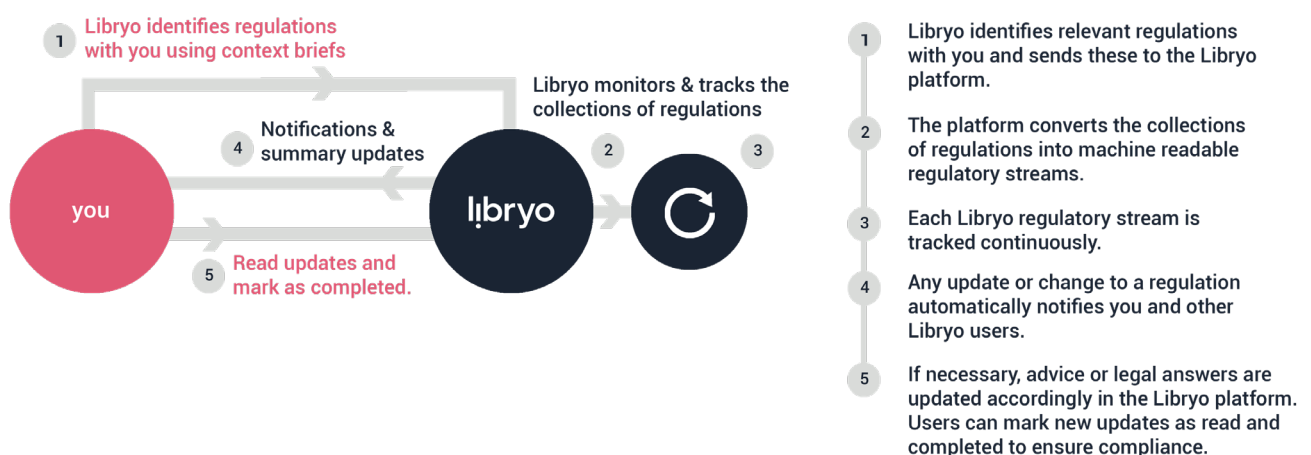 1
Libryo identifies regulations
with you using context briefs
Libryo monitors & tracks the
collections of regulations
4
Notifications &
summary updates
2
3
you
libryo
5
Read updates and
mark as completed.
1
Libryo identifies relevant regulations
with you and sends these to the Libryo
platform.
2
The platform converts the collections
of regulations into machine readable
regulatory streams.
3
Each Libryo regulatory stream is
tracked continuously.
4
Any update or change to a regulation
automatically notifies you and other
Libryo users.
5
If necessary, advice or legal answers are
updated accordingly in the Libryo platform.
Users can mark new updates as read and
completed to ensure compliance.